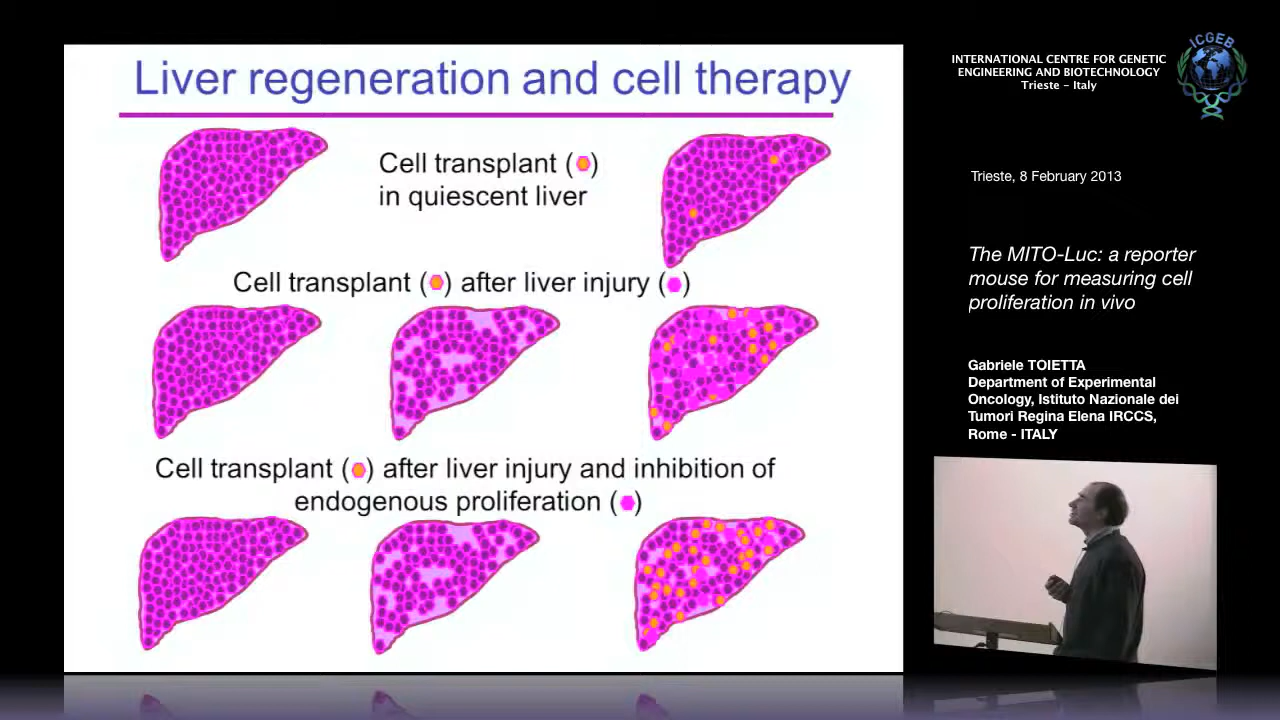 Liver regeneration and cell therapy
Cell transplant ( )
in quiescent liver
Cell transplant ( ) after liver injury ( )
Cell transplant ( ) after liver injury and inhibition of
endogenous proliferation ( )
INTERNATIONAL CENTRE FOR GENETIC
ENGINEERING AND BIOTECHNOLOGY
Trieste - Italy
ICGEB
Trieste, 8 February 2013
The MITO-Luc: a reporter
mouse for measuring cell
proliferation in vivo
Gabriele TOIETTA
Department of Experimental
Oncology, Istituto Nazionale dei
Tumori Regina Elena IRCCS,
Rome - ITALY